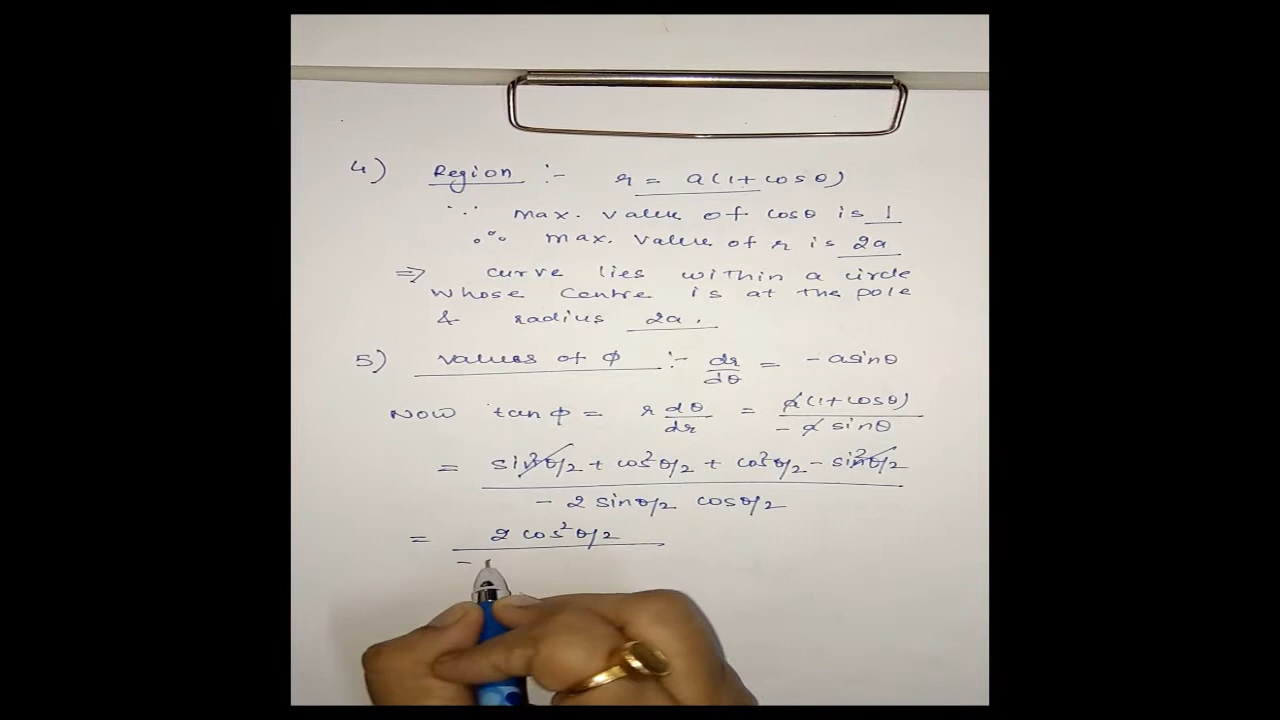 4) Region :- r = a(1+cosθ)
∵ max. value of cosθ is 1
∴ max. value of r is 2a
⇒ curve lies within a circle
whose centre is at the pole
& radius 2a.
5) values of φ :- dr/dθ = - asinθ
Now tanφ = r dθ/dr = a(1+cosθ)/- a sinθ
= sin²θ/2 + cos²θ/2 + cos²θ/2 - sin²θ/2
- 2 sinθ/2 cosθ/2
= 2 cos²θ/2
-